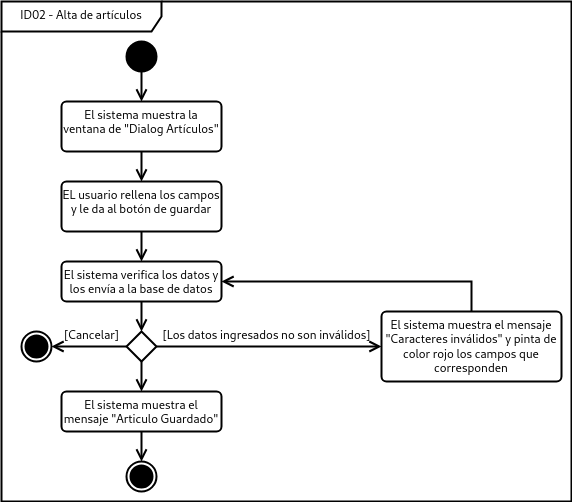 ID02 - Alta de artículos
El sistema muestra la
ventana de "Dialog Artículos"
EL usuario rellena los campos
y le da al botón de guardar
El sistema verifica los datos y
los envía a la base de datos
[Cancelar]
[Los datos ingresados no son inválidos]
El sistema muestra el mensaje
"Caracteres inválidos" y pinta de
color rojo los campos que
corresponden
El sistema muestra el
mensaje "Articulo Guardado"